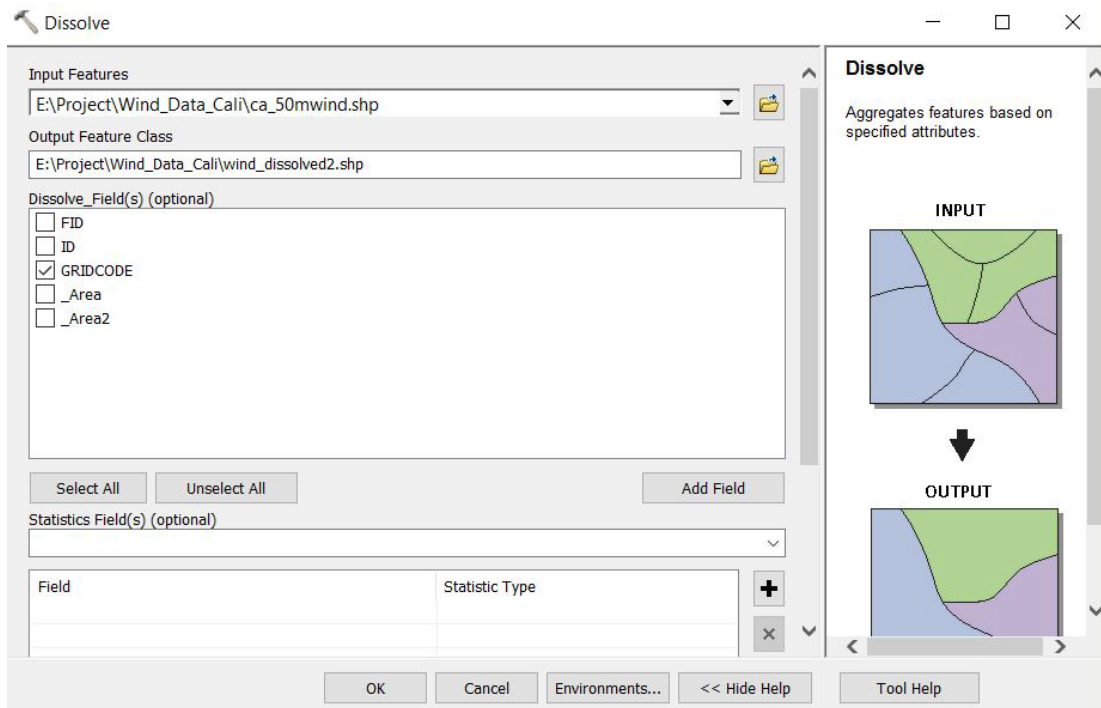 Dissolve
Input Features
E:\Project\Wind_Data_Cali\ca_50mwind.shp
Output Feature Class
E:\Project\Wind_Data_Cali\wind_dissolved2.shp
Dissolve_Field(s) (optional)
FID
ID
GRIDCODE
_Area
_Area2
Select All
Unselect All
Add Field
Statistics Field(s) (optional)
Field
Statistic Type
OK
Cancel
Environments...
<< Hide Help
Tool Help
Dissolve
Aggregates features based on
specified attributes.
INPUT
OUTPUT